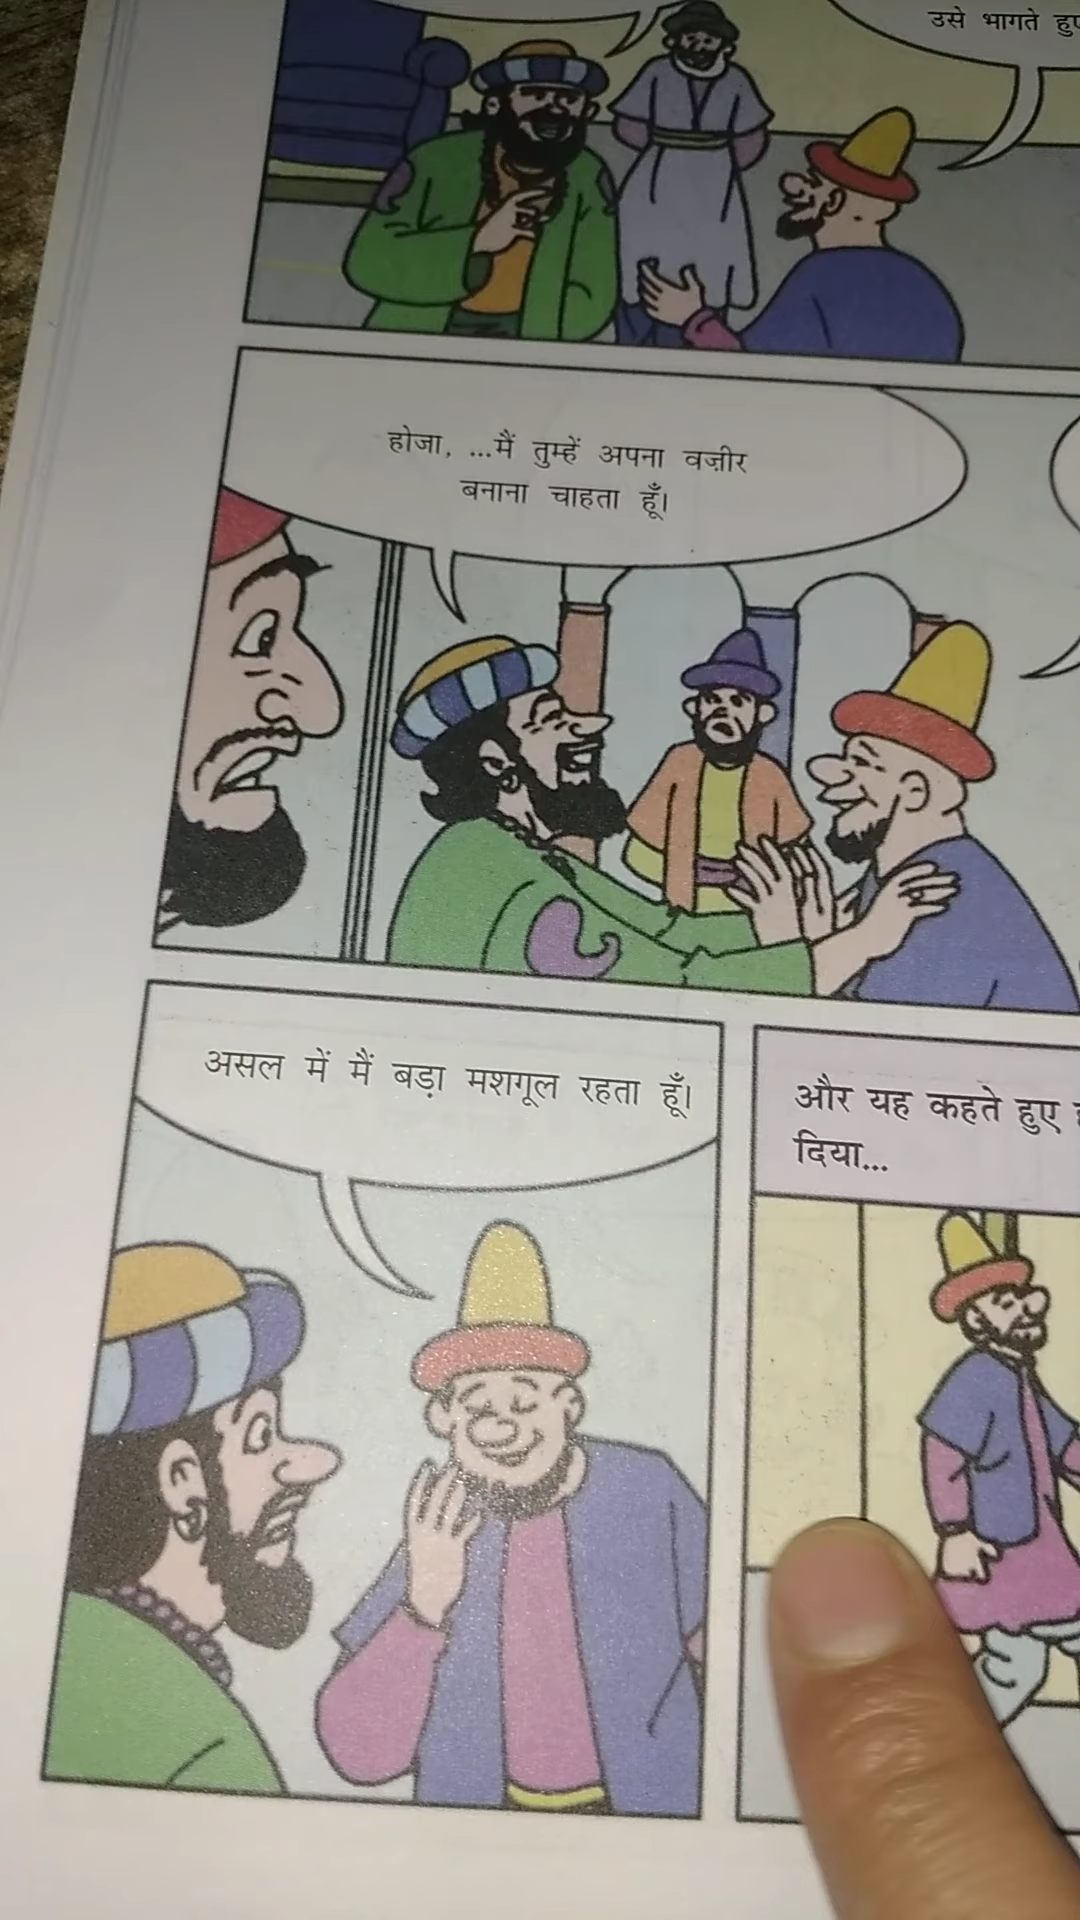 उसे भागते
होजा, ...मैं तुम्हें अपना वज़ीर
बनाना चाहता हूँ।
असल में मैं बड़ा मशगूल रहता हूँ।
और यह कहते हुए
दिया...